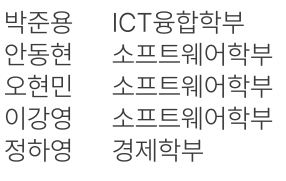 박준용 ICT융합학부
안동현 소프트웨어학부
오현민 소프트웨어학부
이강영 소프트웨어학부
정하영 경제학부